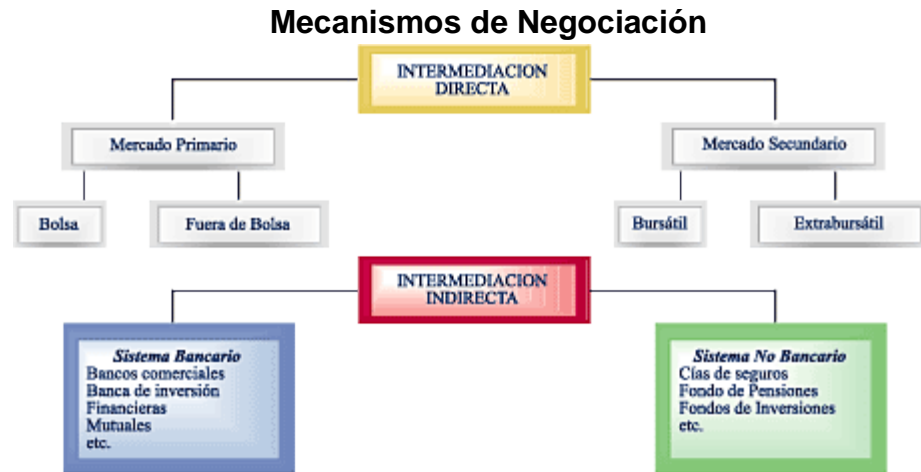 Mecanismos de Negociación
INTERMEDIACION
DIRECTA
Mercado Primario
Mercado Secundario
Bolsa
Fuera de Bolsa
Bursátil
Extrabursátil
INTERMEDIACION
INDIRECTA
Sistema Bancario
Bancos comerciales
Banca de inversión
Financieras
Mutuales
etc.
Sistema No Bancario
Cías de seguros
Fondo de Pensiones
Fondos de Inversiones
etc.